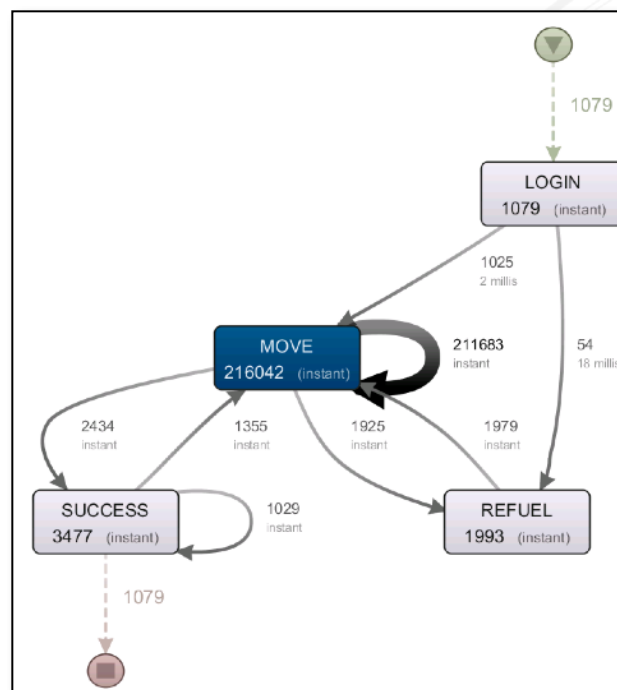 1079
LOGIN
1079 (instant)
1025
2 millis
MOVE
216042 (instant)
211683
instant
54
18 millis
2434
instant
1355
instant
1925
instant
1979
instant
SUCCESS
3477 (instant)
1029
instant
REFUEL
1993 (instant)
1079